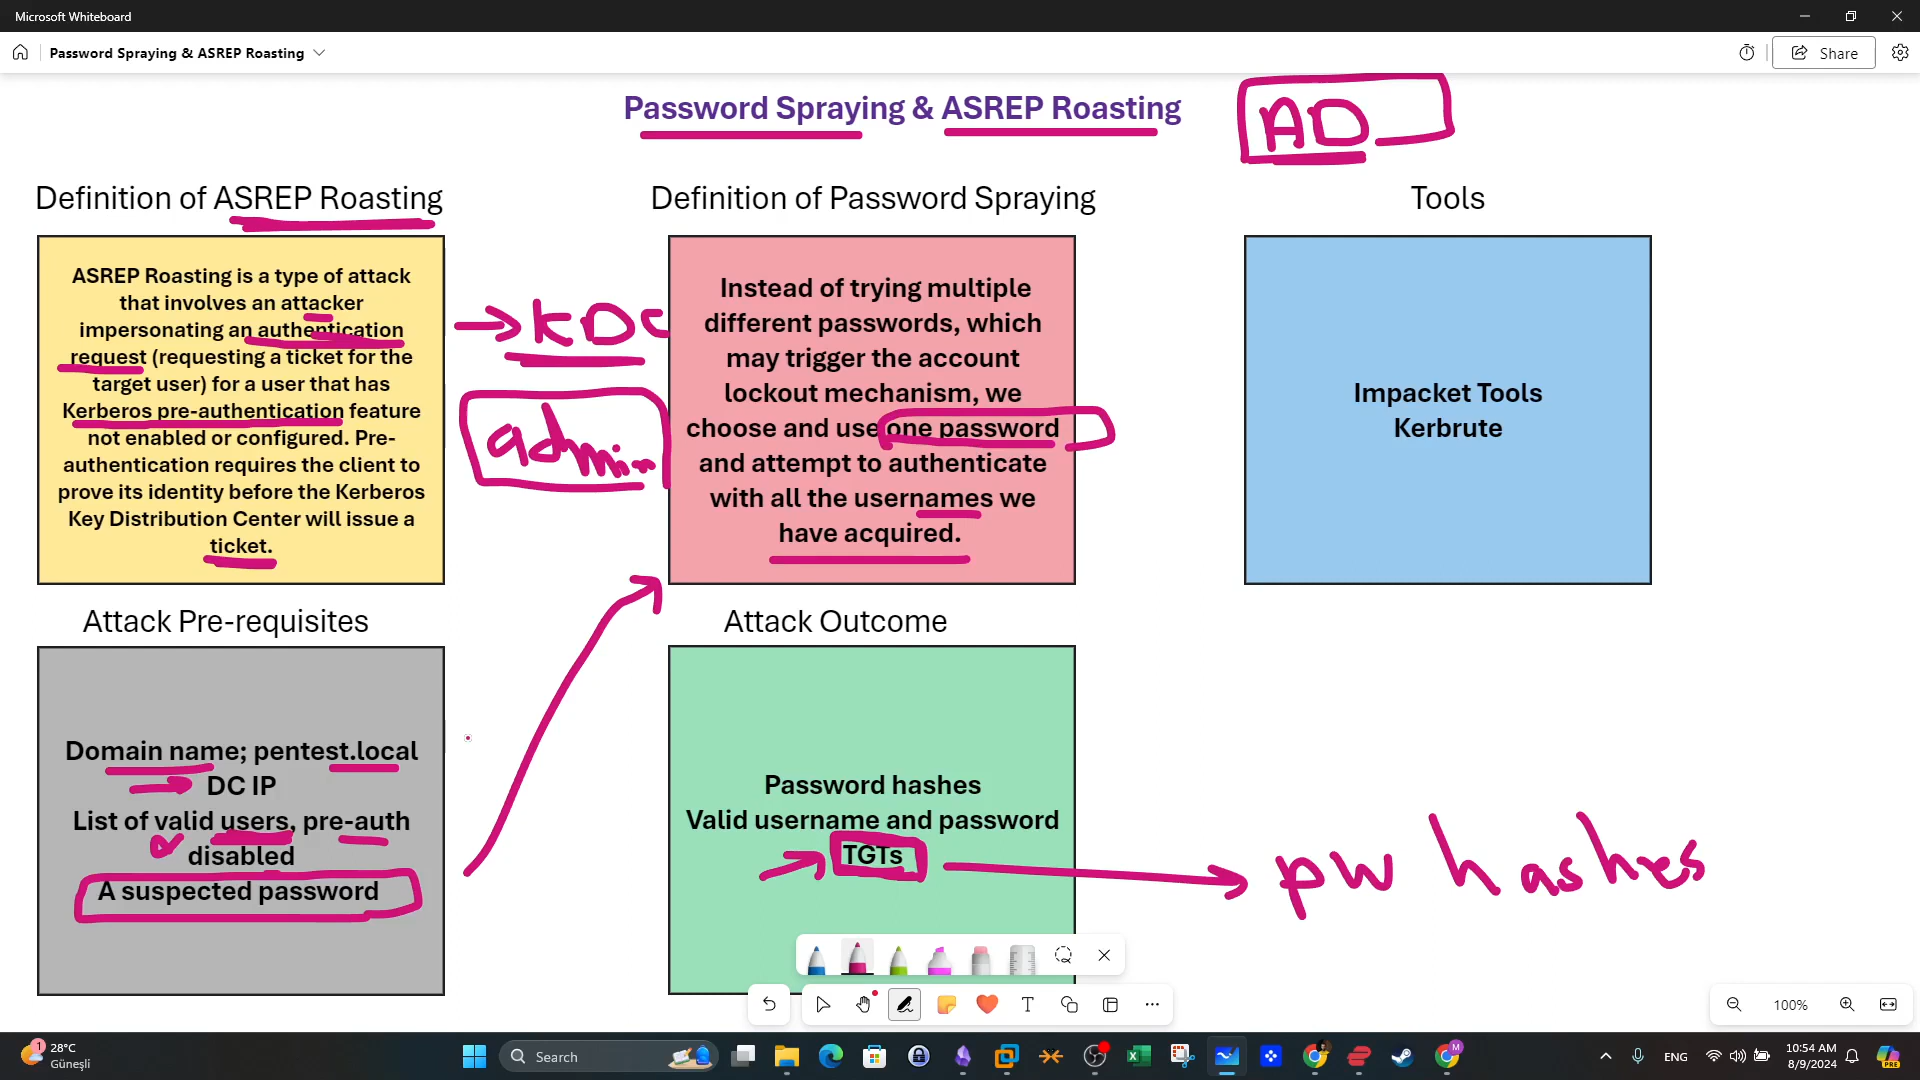 Microsoft Whiteboard
Password Spraying & ASREP Roasting
Share
Password Spraying & ASREP Roasting
AD
Definition of ASREP Roasting
ASREP Roasting is a type of attack
that involves an attacker
impersonating an authentication
request (requesting a ticket for the
target user) for a user that has
Kerberos pre-authentication feature
not enabled or configured. Pre-
authentication requires the client to
prove its identity before the Kerberos
Key Distribution Center will issue a
ticket.
KDC
admin
Definition of Password Spraying
Instead of trying multiple
different passwords, which
may trigger the account
lockout mechanism, we
choose and use one password
and attempt to authenticate
with all the usernames we
have acquired.
Tools
Impacket Tools
Kerbrute
Attack Pre-requisites
Domain name; pentest.local
DC IP
List of valid users, pre-auth
disabled
A suspected password
Attack Outcome
Password hashes
Valid username and password
TGTs
pw hashes
100%
1
28°C
Güneşli
Search
M
ENG
10:54 AM
8/9/2024
PRE